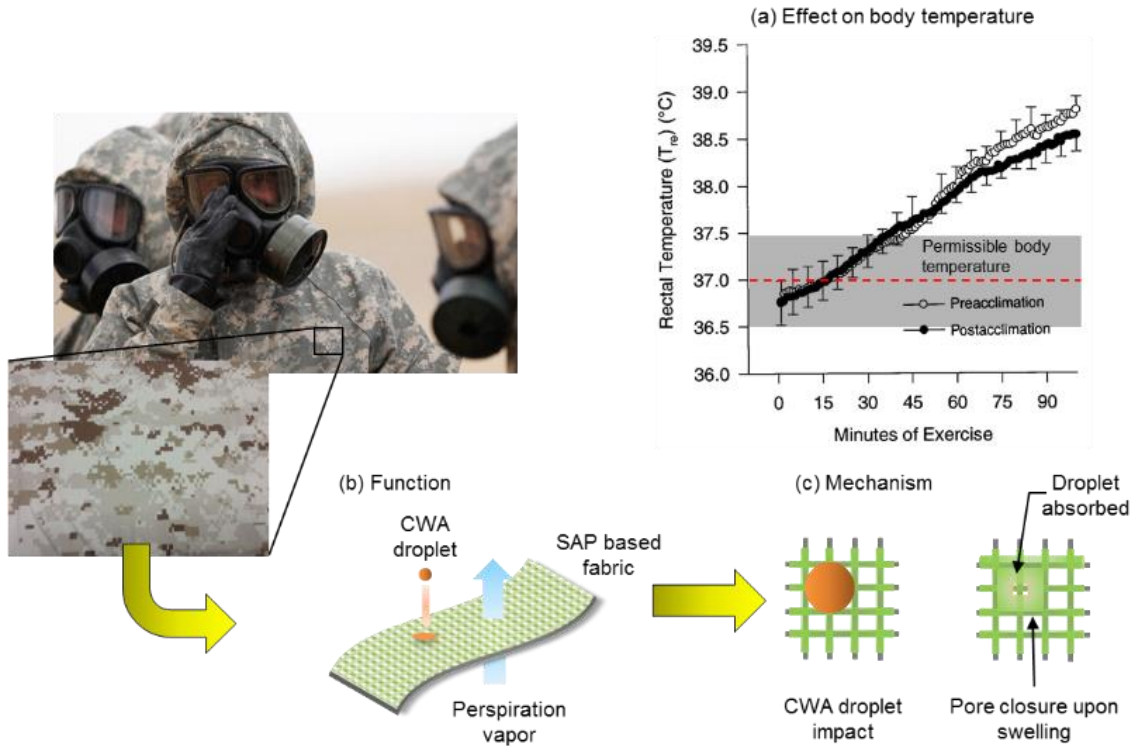 (a) Effect on body temperature
39.5
39.0
38.5
38.0
37.5
37.0
36.5
36.0
Rectal Temperature (Tre) (°C)
Permissible body
temperature
Preacclimation
Postacclimation
0 15 30 45 60 75 90
Minutes of Exercise
(b) Function
CWA
droplet
SAP based
fabric
Perspiration
vapor
(c) Mechanism
Droplet
absorbed
CWA droplet
impact
Pore closure upon
swelling